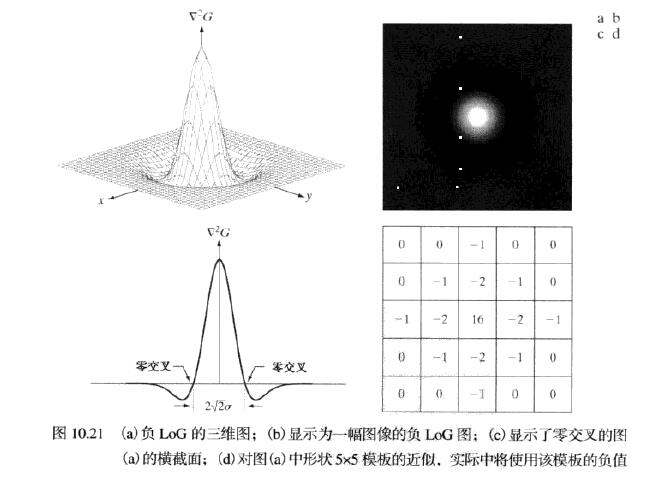 ∇²G
a b
c d
x
y
∇²G
零交叉
零交叉
2√2σ
0 0 -1 0 0
0 -1 -2 -1 0
-1 -2 16 -2 -1
0 -1 -2 -1 0
0 0 -1 0 0
图 10.21 (a)负 LoG 的三维图；(b)显示为一幅图像的负 LoG 图；(c)显示了零交叉的图
(a)的横截面；(d)对图(a)中形状 5×5 模板的近似。实际中将使用该模板的负值